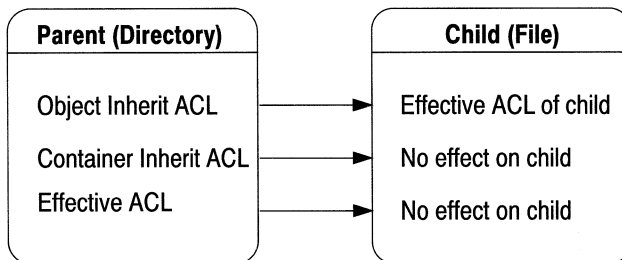 Parent (Directory)
Child (File)
Object Inherit ACL
Effective ACL of child
Container Inherit ACL
No effect on child
Effective ACL
No effect on child